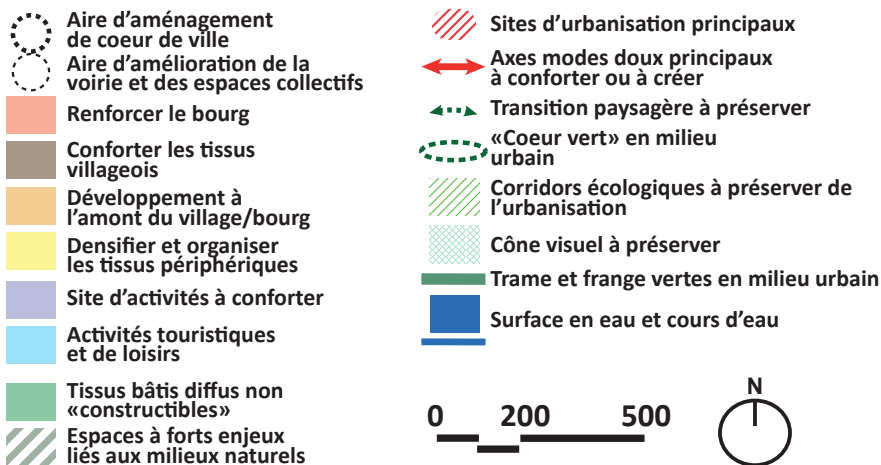 Aire d'aménagement
de coeur de ville
Aire d'amélioration de la
voirie et des espaces collectifs
Renforcer le bourg
Conforter les tissus
villageois
Développement à
l'amont du village/bourg
Densifier et organiser
les tissus périphériques
Site d'activités à conforter
Activités touristiques
et de loisirs
Tissus bâtis diffus non
«constructibles»
Espaces à forts enjeux
liés aux milieux naturels
Sites d'urbanisation principaux
Axes modes doux principaux
à conforter ou à créer
Transition paysagère à préserver
«Coeur vert» en milieu
urbain
Corridors écologiques à préserver de
l'urbanisation
Cône visuel à préserver
Trame et frange vertes en milieu urbain
Surface en eau et cours d'eau
0 200 500
N